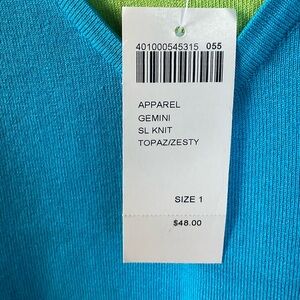 401000545315 055
APPAREL
GEMINI
SL KNIT
TOPAZ/ZESTY
SIZE 1
$48.00